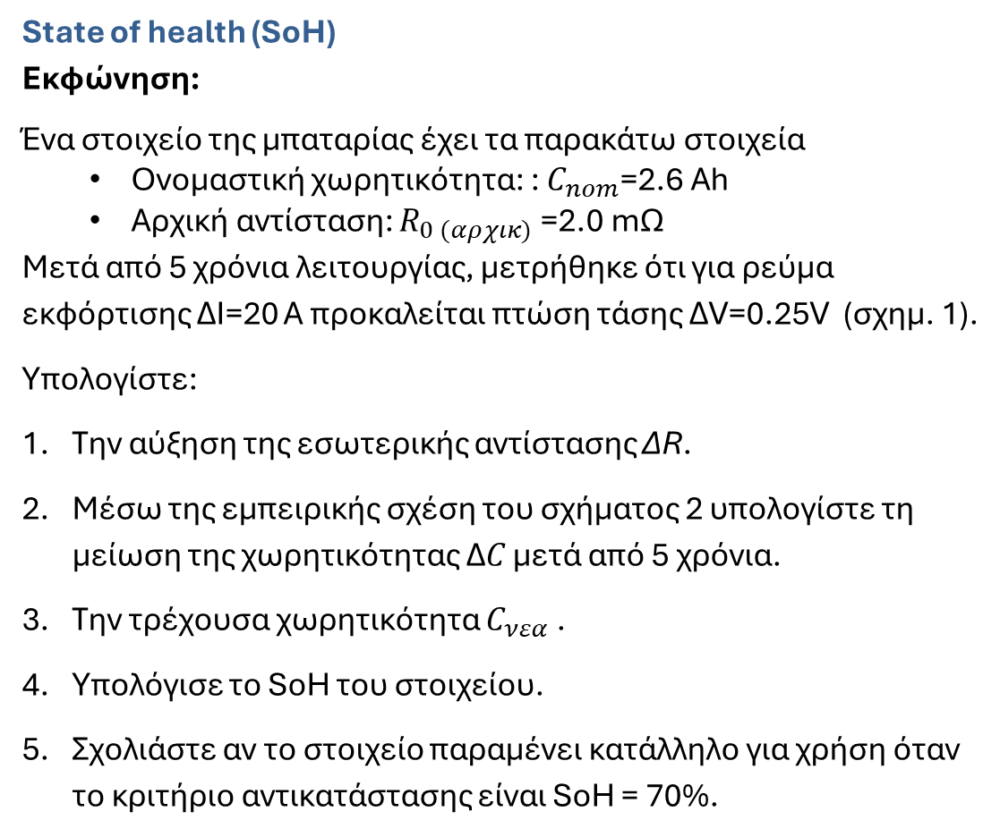 State of health (SoH)
Εκφώνηση:
Ένα στοιχείο της μπαταρίας έχει τα παρακάτω στοιχεία
• Ονομαστική χωρητικότητα: : C_{nom}=2.6 Ah
• Αρχική αντίσταση: R_{0 (αρχικ)} =2.0 mΩ
Μετά από 5 χρόνια λειτουργίας, μετρήθηκε ότι για ρεύμα
εκφόρτισης ΔΙ=20 A προκαλείται πτώση τάσης ΔV=0.25V (σχημ. 1).
Υπολογίστε:
1. Την αύξηση της εσωτερικής αντίστασης ΔR.
2. Μέσω της εμπειρικής σχέση του σχήματος 2 υπολογίστε τη
μείωση της χωρητικότητας ΔC μετά από 5 χρόνια.
3. Την τρέχουσα χωρητικότητα C_{νεα} .
4. Υπολόγισε το SoH του στοιχείου.
5. Σχολιάστε αν το στοιχείο παραμένει κατάλληλο για χρήση όταν
το κριτήριο αντικατάστασης είναι SoH = 70%.